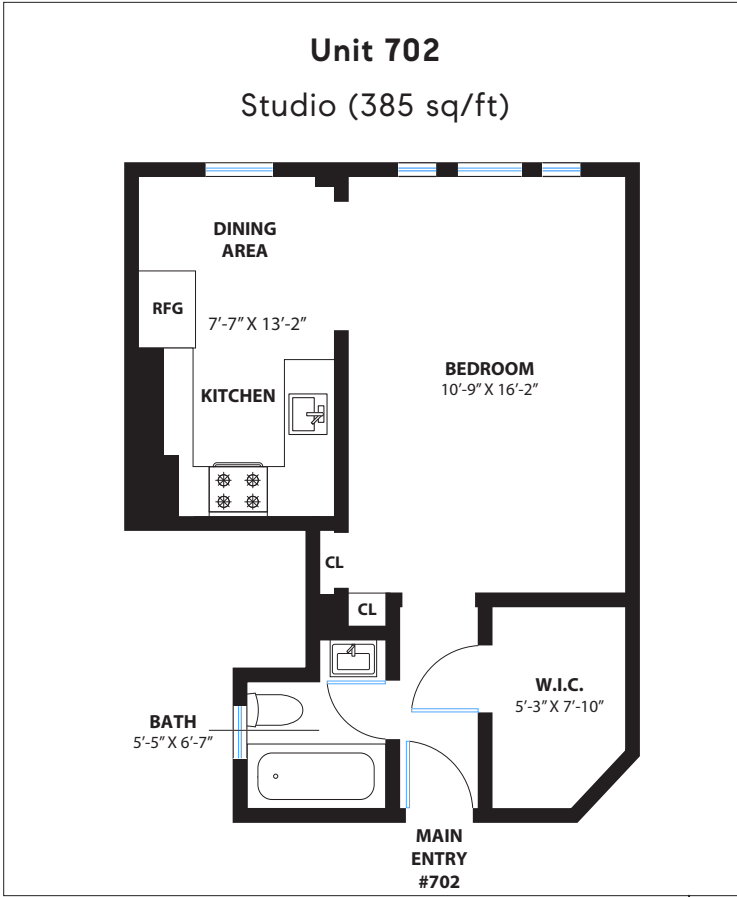 Unit 702
Studio (385 sq/ft)
DINING
AREA
RFG
7’-7” X 13’-2”
KITCHEN
BEDROOM
10’-9” X 16’-2”
CL
CL
W.I.C.
5’-3” X 7’-10”
BATH
5’-5” X 6’-7”
MAIN
ENTRY
#702